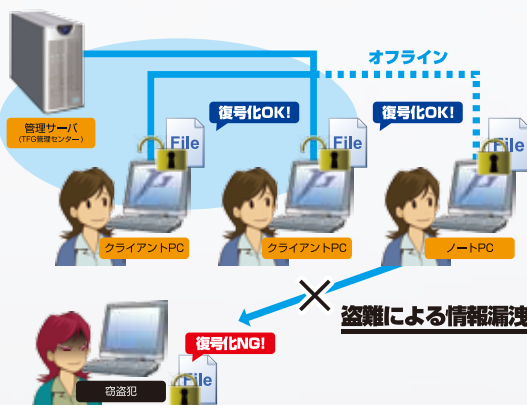 オフライン
復号化OK!
復号化OK!
管理サーバ
(TFG管理センター)
File
File
File
クライアントPC
クライアントPC
ノートPC
盗難による情報漏洩
復号化NG!
File
窃盗犯